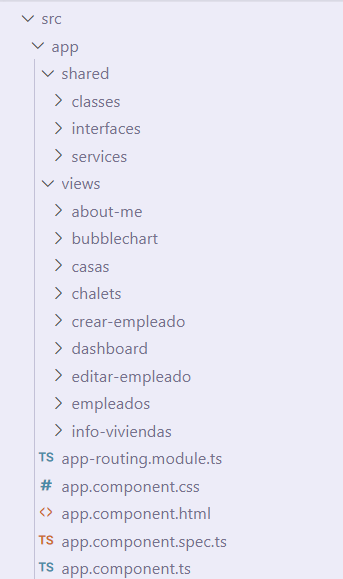 src
app
shared
classes
interfaces
services
views
about-me
bubblechart
casas
chalets
crear-empleado
dashboard
editar-empleado
empleados
info-viviendas
TS app-routing.module.ts
# app.component.css
<> app.component.html
TS app.component.spec.ts
TS app.component.ts